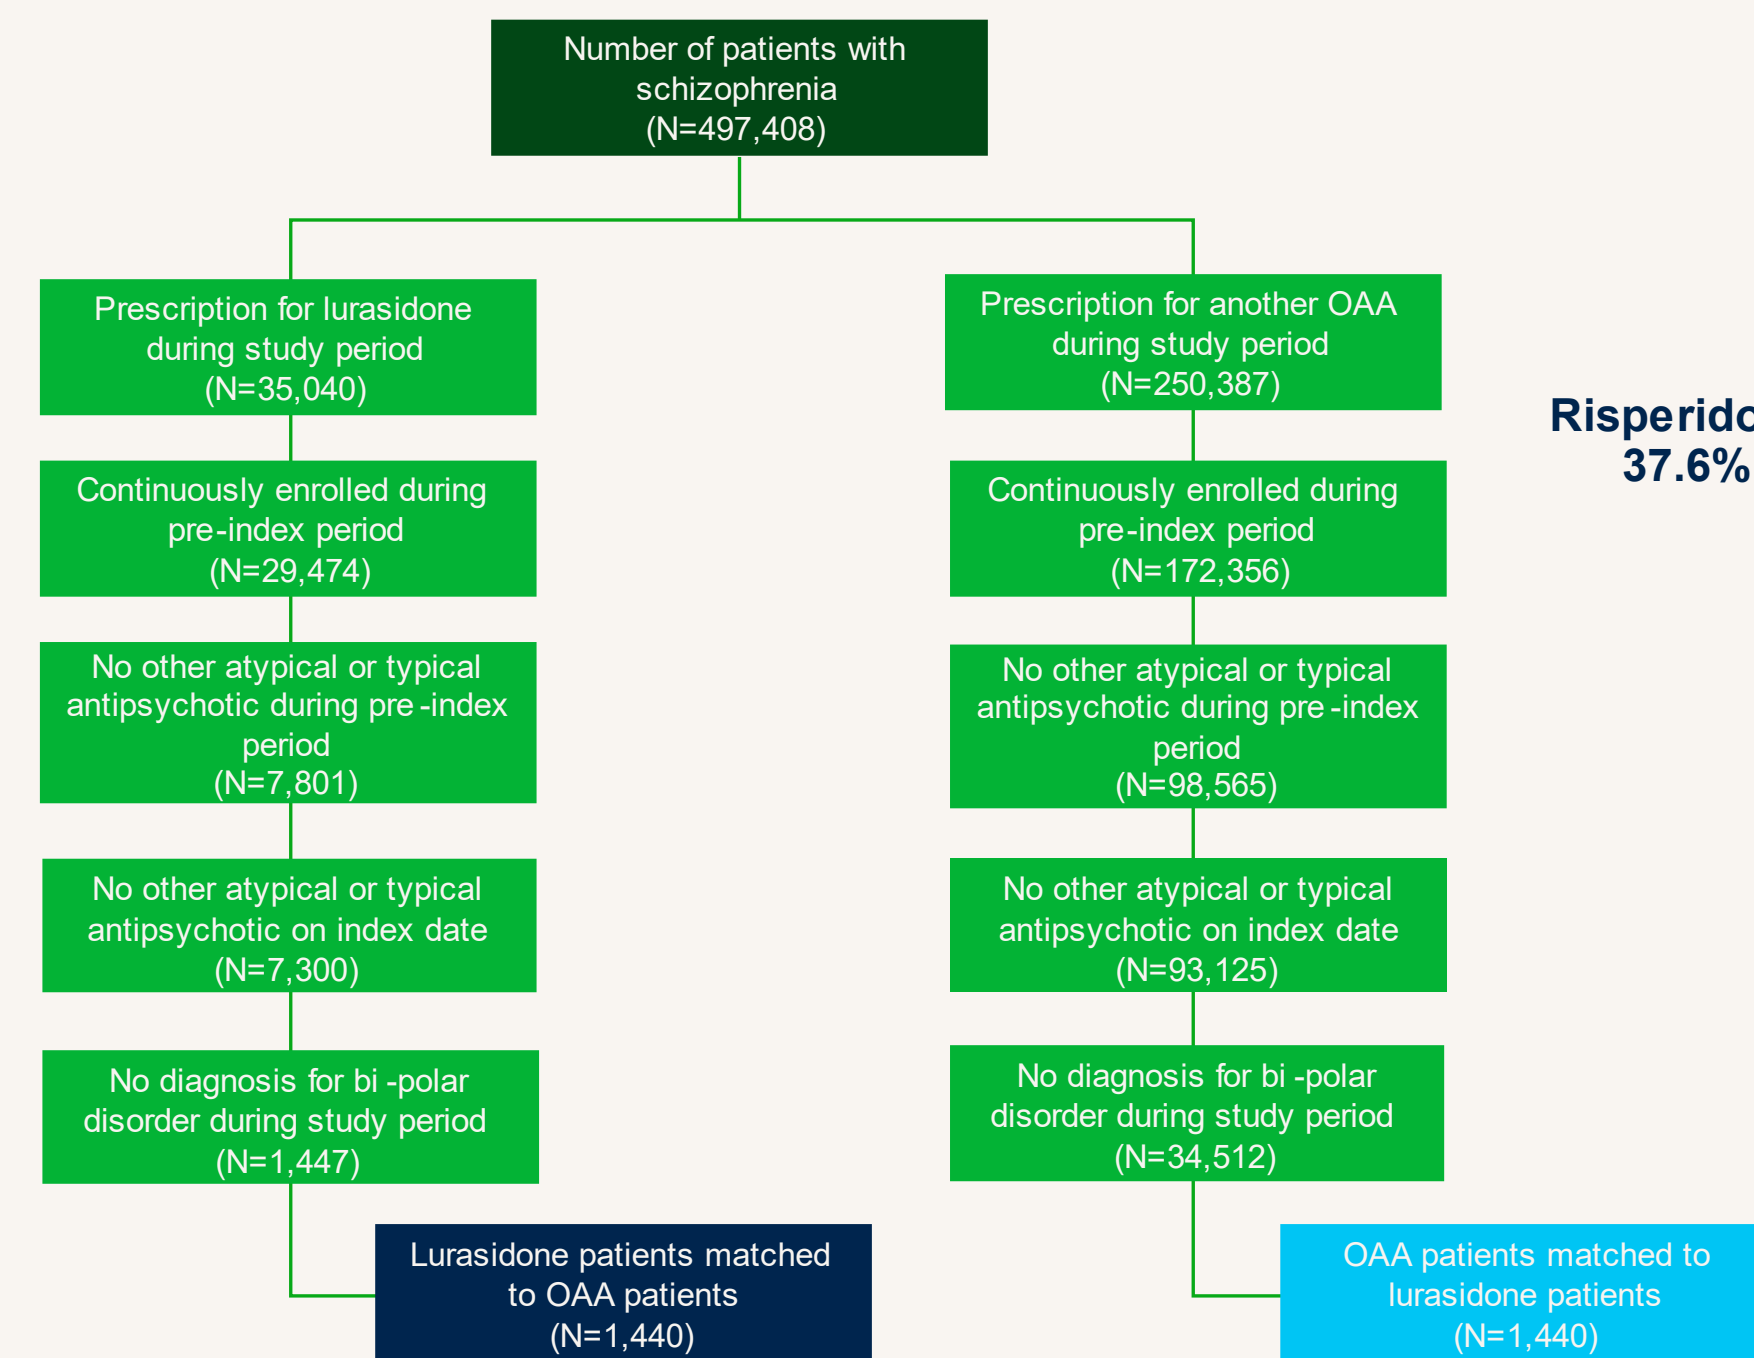 Number of patients with
schizophrenia
(N=497,408)
Prescription for lurasidone
during study period
(N=35,040)
Continuously enrolled during
pre-index period
(N=29,474)
No other atypical or typical
antipsychotic during pre-index
period
(N=7,801)
No other atypical or typical
antipsychotic on index date
(N=7,300)
No diagnosis for bi-polar
disorder during study period
(N=1,447)
Lurasidone patients matched
to OAA patients
(N=1,440)
Prescription for another OAA
during study period
(N=250,387)
Continuously enrolled during
pre-index period
(N=172,356)
No other atypical or typical
antipsychotic during pre-index
period
(N=98,565)
No other atypical or typical
antipsychotic on index date
(N=93,125)
No diagnosis for bi-polar
disorder during study period
(N=34,512)
OAA patients matched to
lurasidone patients
(N=1,440)
37.6%